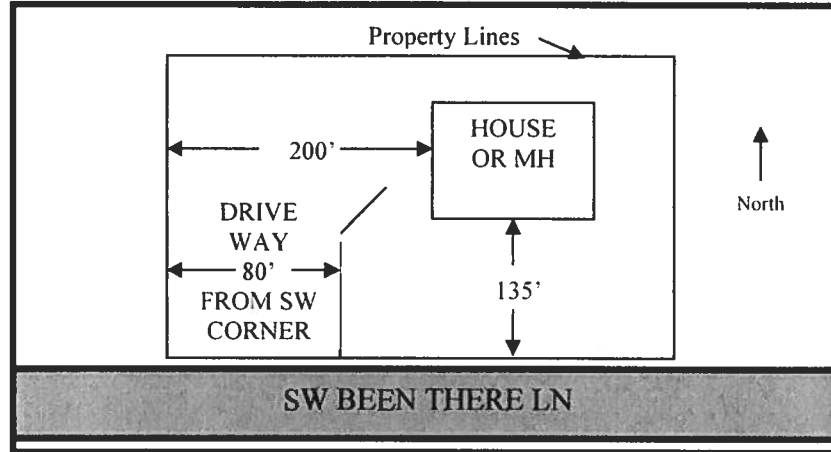 Property Lines
HOUSE
OR MH
200'
North
DRIVE
WAY
80'
FROM SW
CORNER
135'
SW BEEN THERE LN